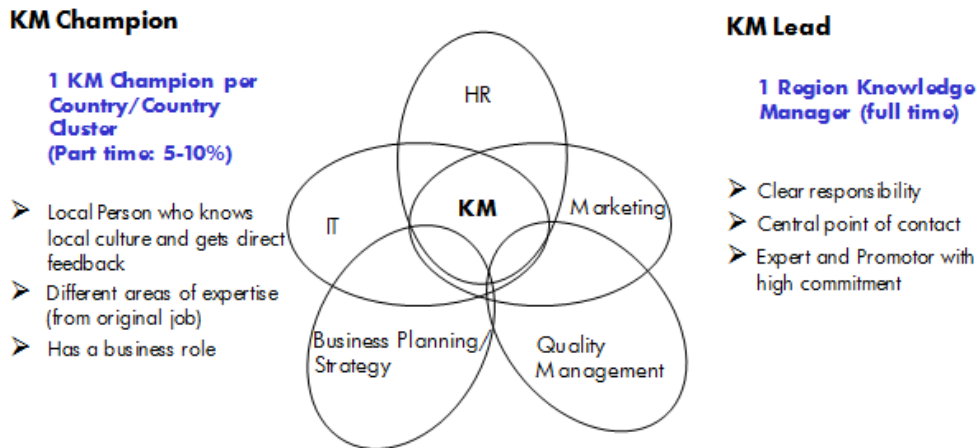 KM Champion
1 KM Champion per
Country/Country
Cluster
(Part time: 5-10%)
➢ Local Person who knows
local culture and gets direct
feedback
➢ Different areas of expertise
(from original job)
➢ Has a business role
HR
IT
KM
Marketing
Business Planning/
Strategy
Quality
Management
KM Lead
1 Region Knowledge
Manager (full time)
➢ Clear responsibility
➢ Central point of contact
➢ Expert and Promotor with
high commitment